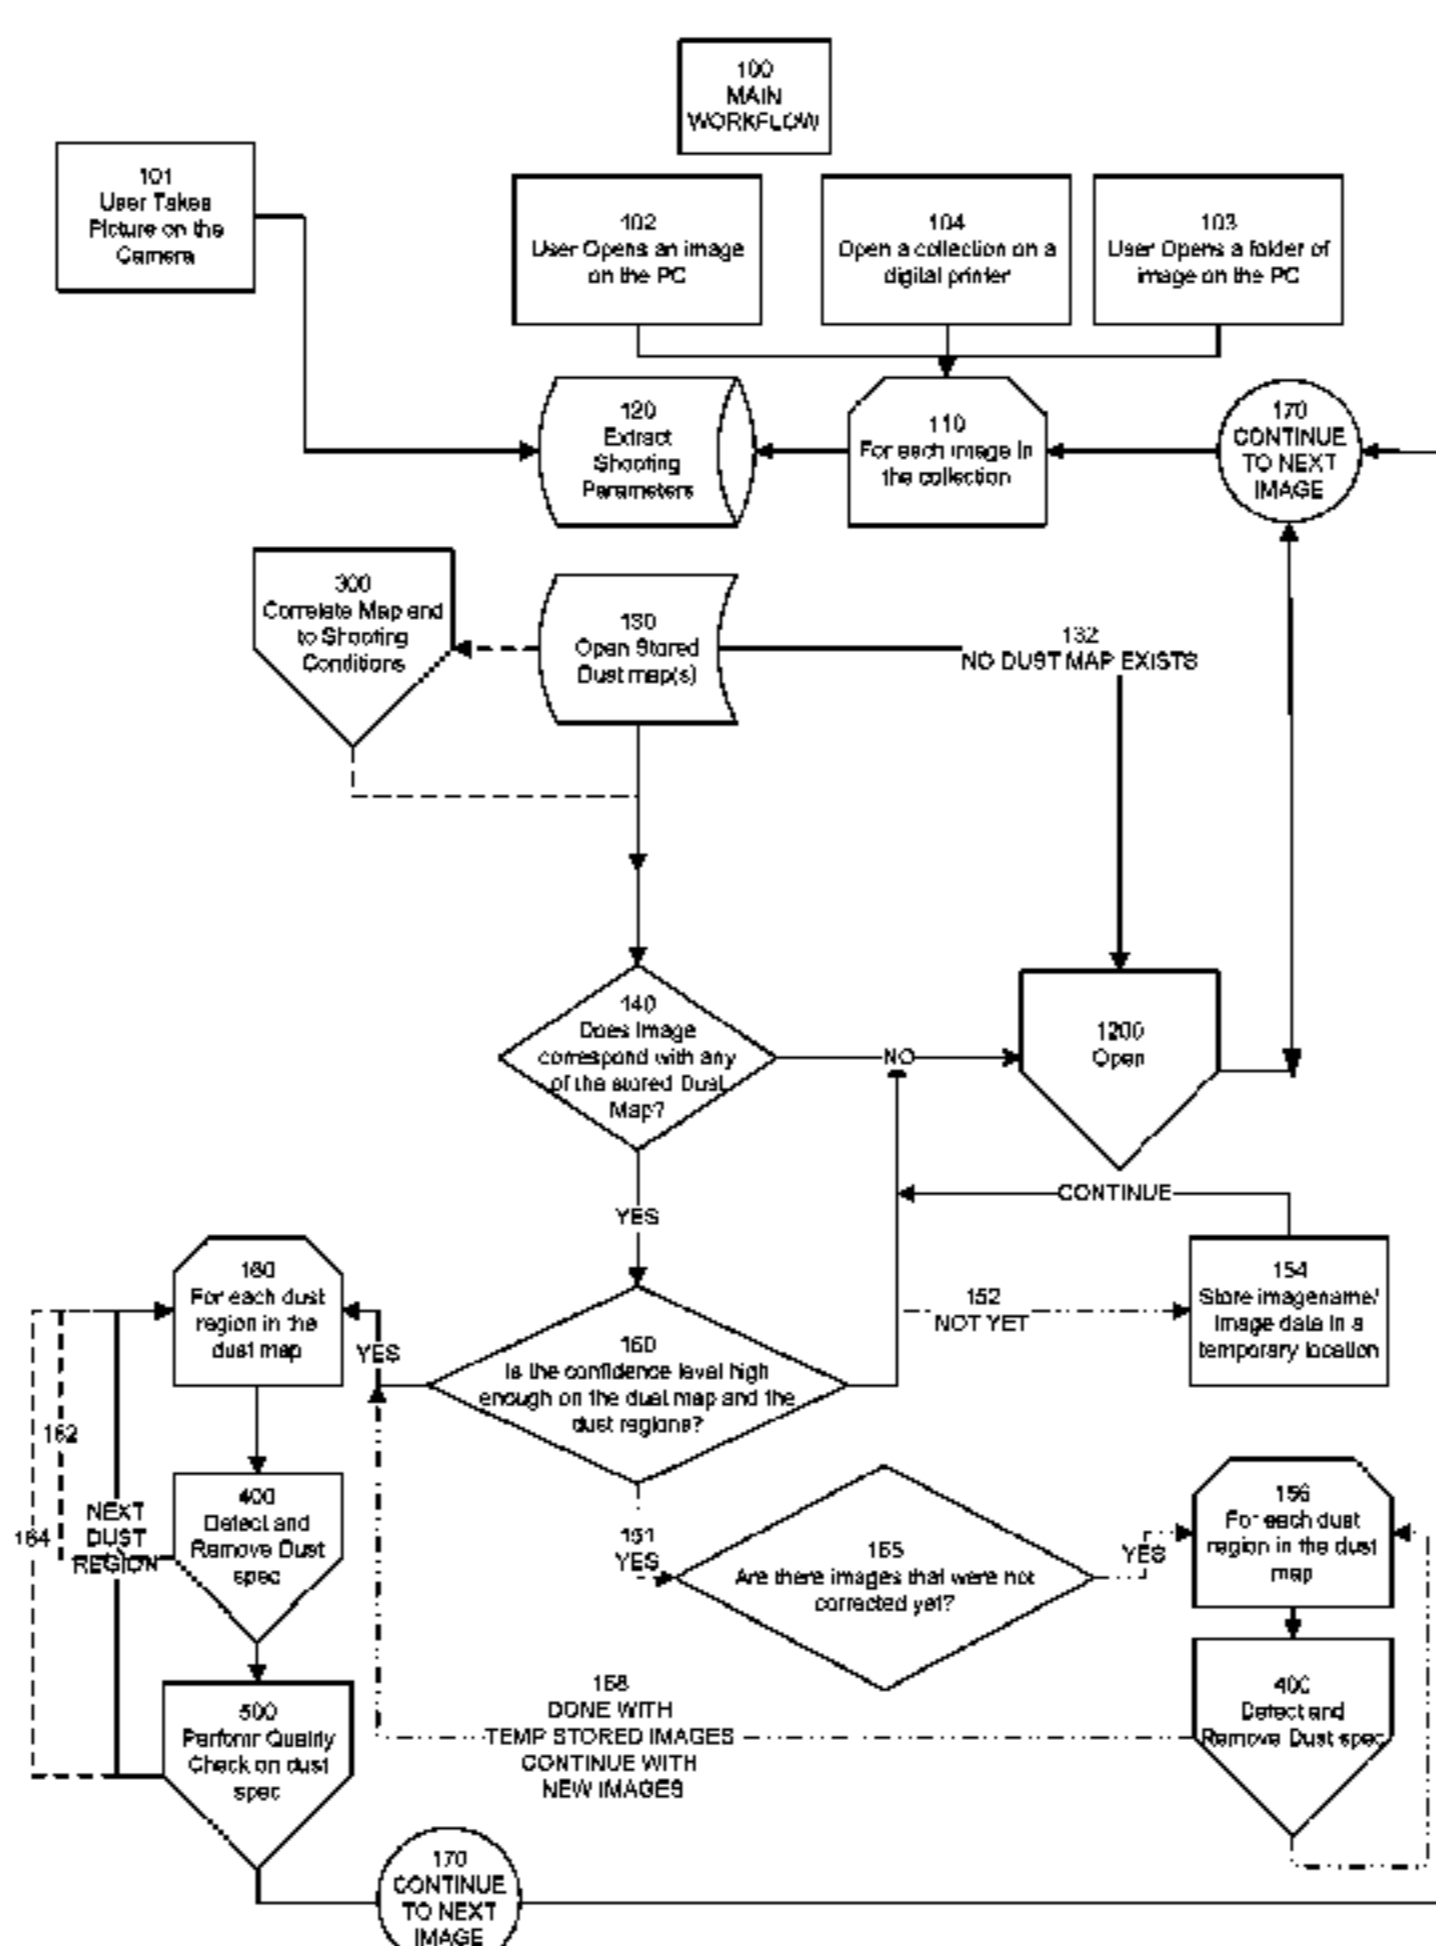 100
MAIN
WORKFLOW
101
User Takes
Picture on the
Camera
102
User Opens an image
on the PC
104
Open a collection on a
digital printer
103
User Opens a folder of
image on the PC
120
Extract
Shooting
Parameters
110
For each image in
the collection
170
CONTINUE
TO NEXT
IMAGE
300
Correlate Map and
to Shooting
Conditions
130
Open Stored
Dust map(s)
132
NO DUST MAP EXISTS
140
Does Image
correspond with any
of the stored Dust
Map?
NO
1200
Open
YES
CONTINUE
160
For each dust
region in the
dust map
YES
150
Is the confidence level high
enough on the dust map and the
dust regions?
152
NOT YET
154
Store imagename/
Image data in a
temporary location
162
164
NEXT
DUST
REGION
400
Detect and
Remove Dust
spec
151
YES
155
Are there images that were not
corrected yet?
YES
156
For each dust
region in the dust
map
500
Perform Quality
Check on dust
spec
158
DONE WITH
TEMP STORED IMAGES
CONTINUE WITH
NEW IMAGES
400
Detect and
Remove Dust spec
170
CONTINUE
TO NEXT
IMAGE